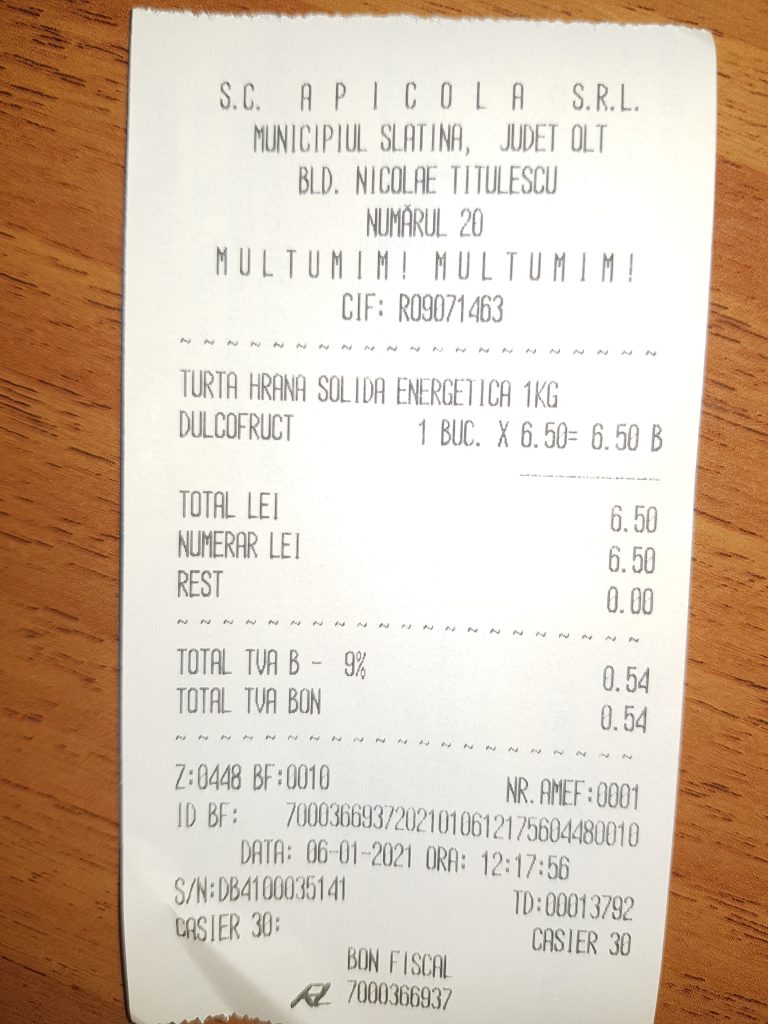 S.C. A P I C O L A S.R.L.
MUNICIPIUL SLATINA, JUDET OLT
BLD. NICOLAE TITULESCU
NUMĂRUL 20
M U L T U M I M ! M U L T U M I M !
CIF: RO9071463
~ ~ ~ ~ ~ ~ ~ ~ ~ ~ ~ ~ ~ ~ ~ ~ ~ ~ ~ ~ ~
TURTA HRANA SOLIDA ENERGETICA 1KG
DULCOFRUCT 1 BUC. X 6.50= 6.50 B
TOTAL LEI 6.50
NUMERAR LEI 6.50
REST 0.00
~ ~ ~ ~ ~ ~ ~ ~ ~ ~ ~ ~ ~ ~ ~ ~ ~ ~ ~ ~ ~
TOTAL TVA B - 9% 0.54
TOTAL TVA BON 0.54
~ ~ ~ ~ ~ ~ ~ ~ ~ ~ ~ ~ ~ ~ ~ ~ ~ ~ ~ ~ ~
Z:0448 BF:0010 NR.AMEF:0001
ID BF: 70003669372021010612175604480010
DATA: 06-01-2021 ORA: 12:17:56
S/N:DB4100035141 TD:00013792
CASIER 30: CASIER 30
BON FISCAL
7000366937